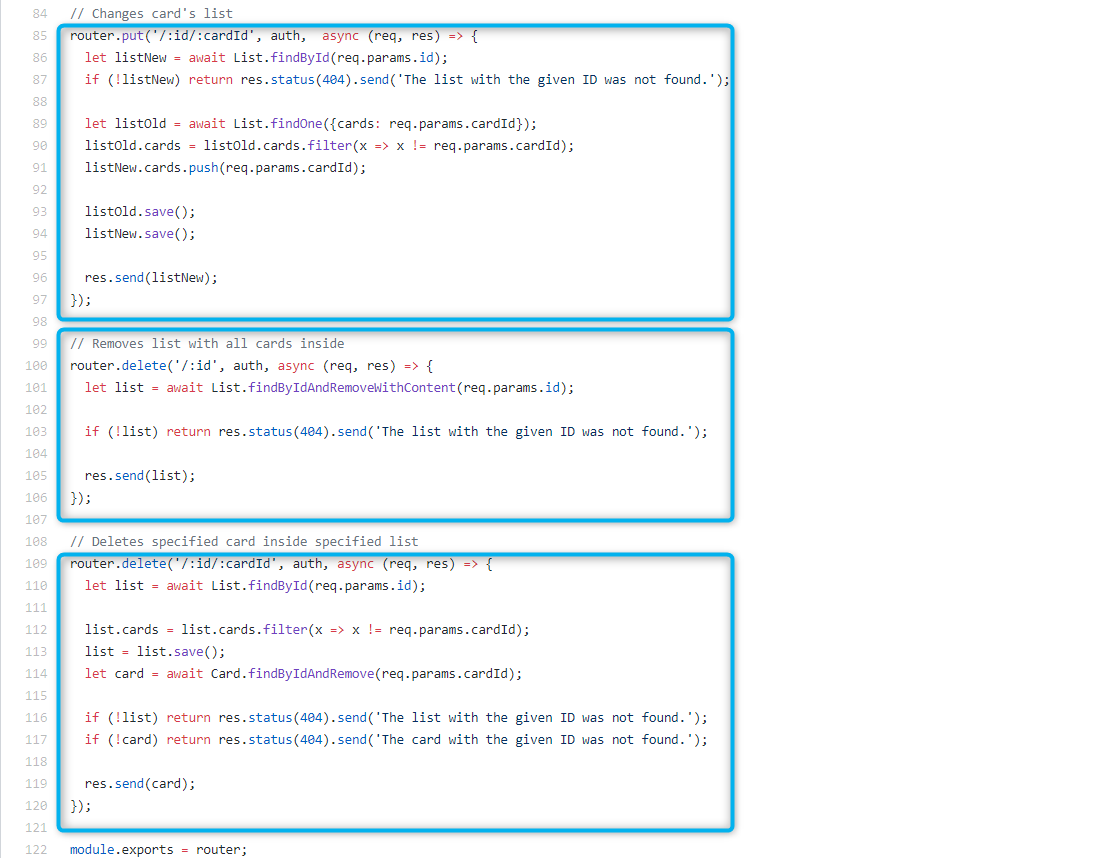 84 // Changes card's list
85 router.put('/:id/:cardId', auth,  async (req, res) => {
86   let listNew = await List.findById(req.params.id);
87   if (!listNew) return res.status(404).send('The list with the given ID was not found.');
88
89   let listOld = await List.findOne({cards: req.params.cardId});
90   listOld.cards = listOld.cards.filter(x => x != req.params.cardId);
91   listNew.cards.push(req.params.cardId);
92
93   listOld.save();
94   listNew.save();
95
96   res.send(listNew);
97 });
98
99 // Removes list with all cards inside
100 router.delete('/:id', auth, async (req, res) => {
101   let list = await List.findByIdAndRemoveWithContent(req.params.id);
102
103   if (!list) return res.status(404).send('The list with the given ID was not found.');
104
105   res.send(list);
106 });
107
108 // Deletes specified card inside specified list
109 router.delete('/:id/:cardId', auth, async (req, res) => {
110   let list = await List.findById(req.params.id);
111
112   list.cards = list.cards.filter(x => x != req.params.cardId);
113   list = list.save();
114   let card = await Card.findByIdAndRemove(req.params.cardId);
115
116   if (!list) return res.status(404).send('The list with the given ID was not found.');
117   if (!card) return res.status(404).send('The card with the given ID was not found.');
118
119   res.send(card);
120 });
121
122 module.exports = router;